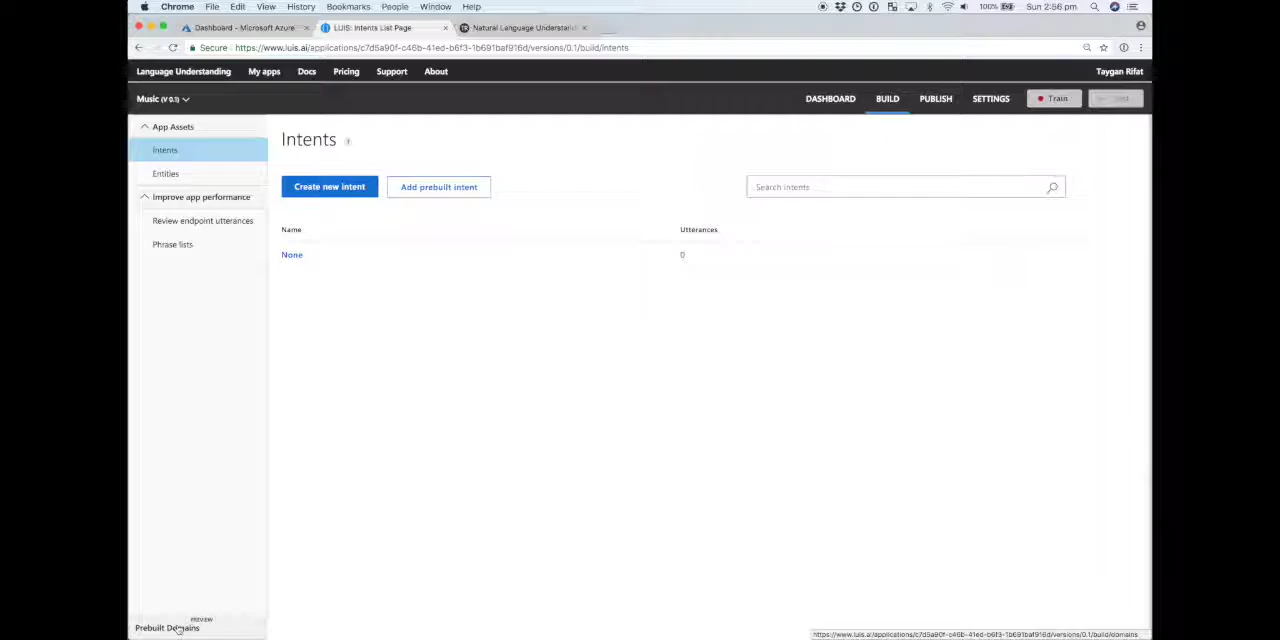 Chrome File Edit View History Bookmarks People Window Help 100% Sun 2:56 pm
Dashboard - Microsoft Azure LUIS: Intents List Page Natural Language Understandi
Secure https://www.luis.ai/applications/c7d5a90f-c46b-41ed-b6f3-1b691baf916d/versions/0.1/build/intents
Language Understanding My apps Docs Pricing Support About Taygan Rifat
Music (V 0.1) DASHBOARD BUILD PUBLISH SETTINGS Train
App Assets
Intents
Entities
Improve app performance
Review endpoint utterances
Phrase lists
Intents ?
Create new intent Add prebuilt intent Search intents
Name Utterances
None 0
PREVIEW
Prebuilt Domains
https://www.luis.ai/applications/c7d5a90f-c46b-41ed-b6f3-1b691baf916d/versions/0.1/build/domains